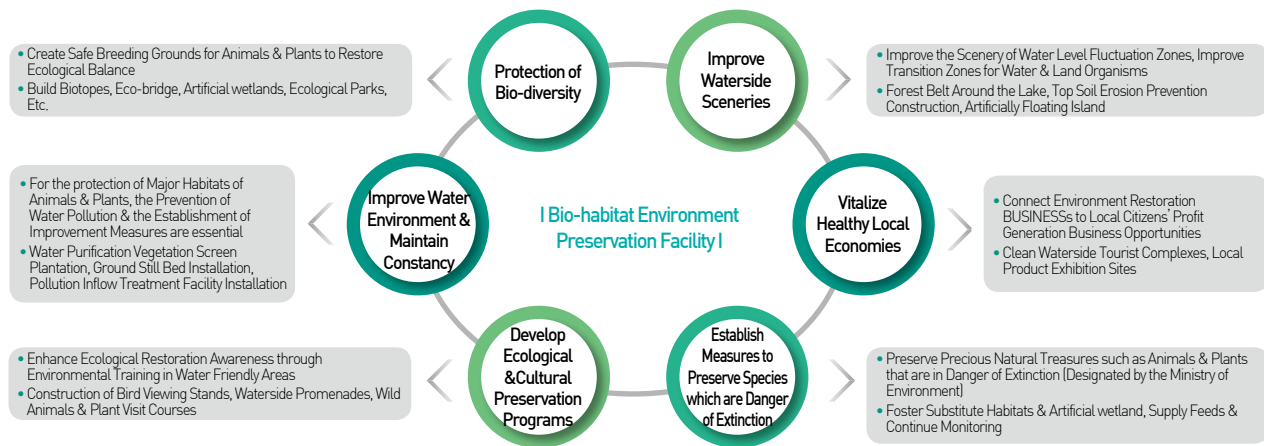 • Create Safe Breeding Grounds for Animals & Plants to Restore
Ecological Balance
• Build Biotopes, Eco-bridge, Artificial wetlands, Ecological Parks,
Etc.
Protection of
Bio-diversity
Improve
Waterside
Sceneries
• Improve the Scenery of Water Level Fluctuation Zones, Improve
Transition Zones for Water & Land Organisms
• Forest Belt Around the Lake, Top Soil Erosion Prevention
Construction, Artificially Floating Island
• For the protection of Major Habitats of
Animals & Plants, the Prevention of
Water Pollution & the Establishment of
Improvement Measures are essential
• Water Purification Vegetation Screen
Plantation, Ground Still Bed Installation,
Pollution Inflow Treatment Facility Installation
Improve Water
Environment &
Maintain
Constancy
I Bio-habitat Environment
Preservation Facility I
Vitalize
Healthy Local
Economies
• Connect Environment Restoration
BUSINESSs to Local Citizens' Profit
Generation Business Opportunities
• Clean Waterside Tourist Complexes, Local
Product Exhibition Sites
• Enhance Ecological Restoration Awareness through
Environmental Training in Water Friendly Areas
• Construction of Bird Viewing Stands, Waterside Promenades, Wild
Animals & Plant Visit Courses
Develop
Ecological
&Cultural
Preservation
Programs
Establish
Measures to
Preserve Species
which are Danger
of Extinction
• Preserve Precious Natural Treasures such as Animals & Plants
that are in Danger of Extinction (Designated by the Ministry of
Environment)
• Foster Substitute Habitats & Artificial wetland, Supply Feeds &
Continue Monitoring